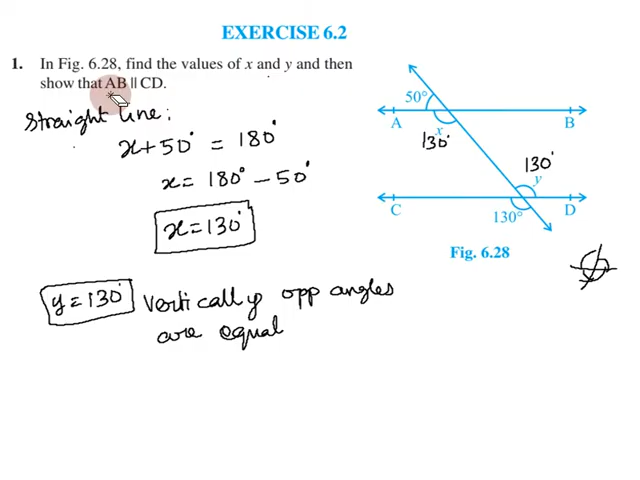 EXERCISE 6.2
1. In Fig. 6.28, find the values of x and y and then
show that AB || CD.
Straight line:
x+50° = 180°
x = 180° - 50°
x = 130°
y = 130° vertically opp angles
are equal
50°
A
x
B
130°
130°
y
C
130°
D
Fig. 6.28